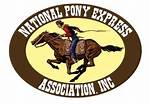 NATIONAL PONY EXPRESS
ASSOCIATION, INC